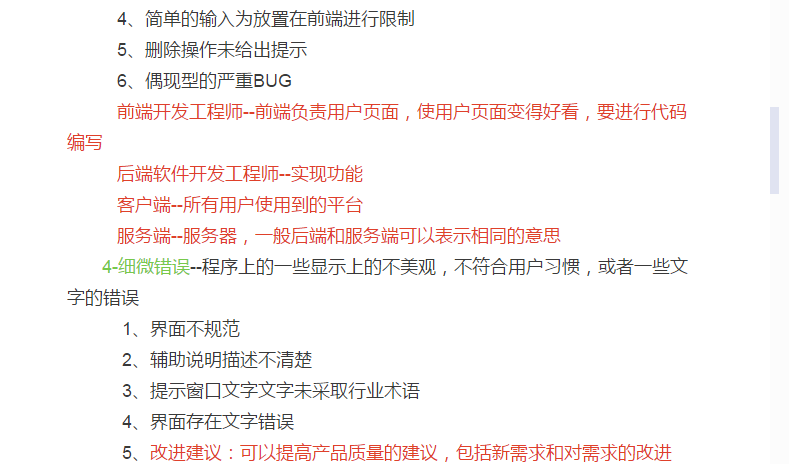 4、简单的输入为放置在前端进行限制
5、删除操作未给出提示
6、偶现型的严重BUG
前端开发工程师--前端负责用户页面，使用户页面变得好看，要进行代码
编写
后端软件开发工程师--实现功能
客户端--所有用户使用到的平台
服务端--服务器，一般后端和服务端可以表示相同的意思
4-细微错误--程序上的一些显示上的不美观，不符合用户习惯，或者一些文
字的错误
1、界面不规范
2、辅助说明描述不清楚
3、提示窗口文字文字未采取行业术语
4、界面存在文字错误
5、改进建议：可以提高产品质量的建议，包括新需求和对需求的改进